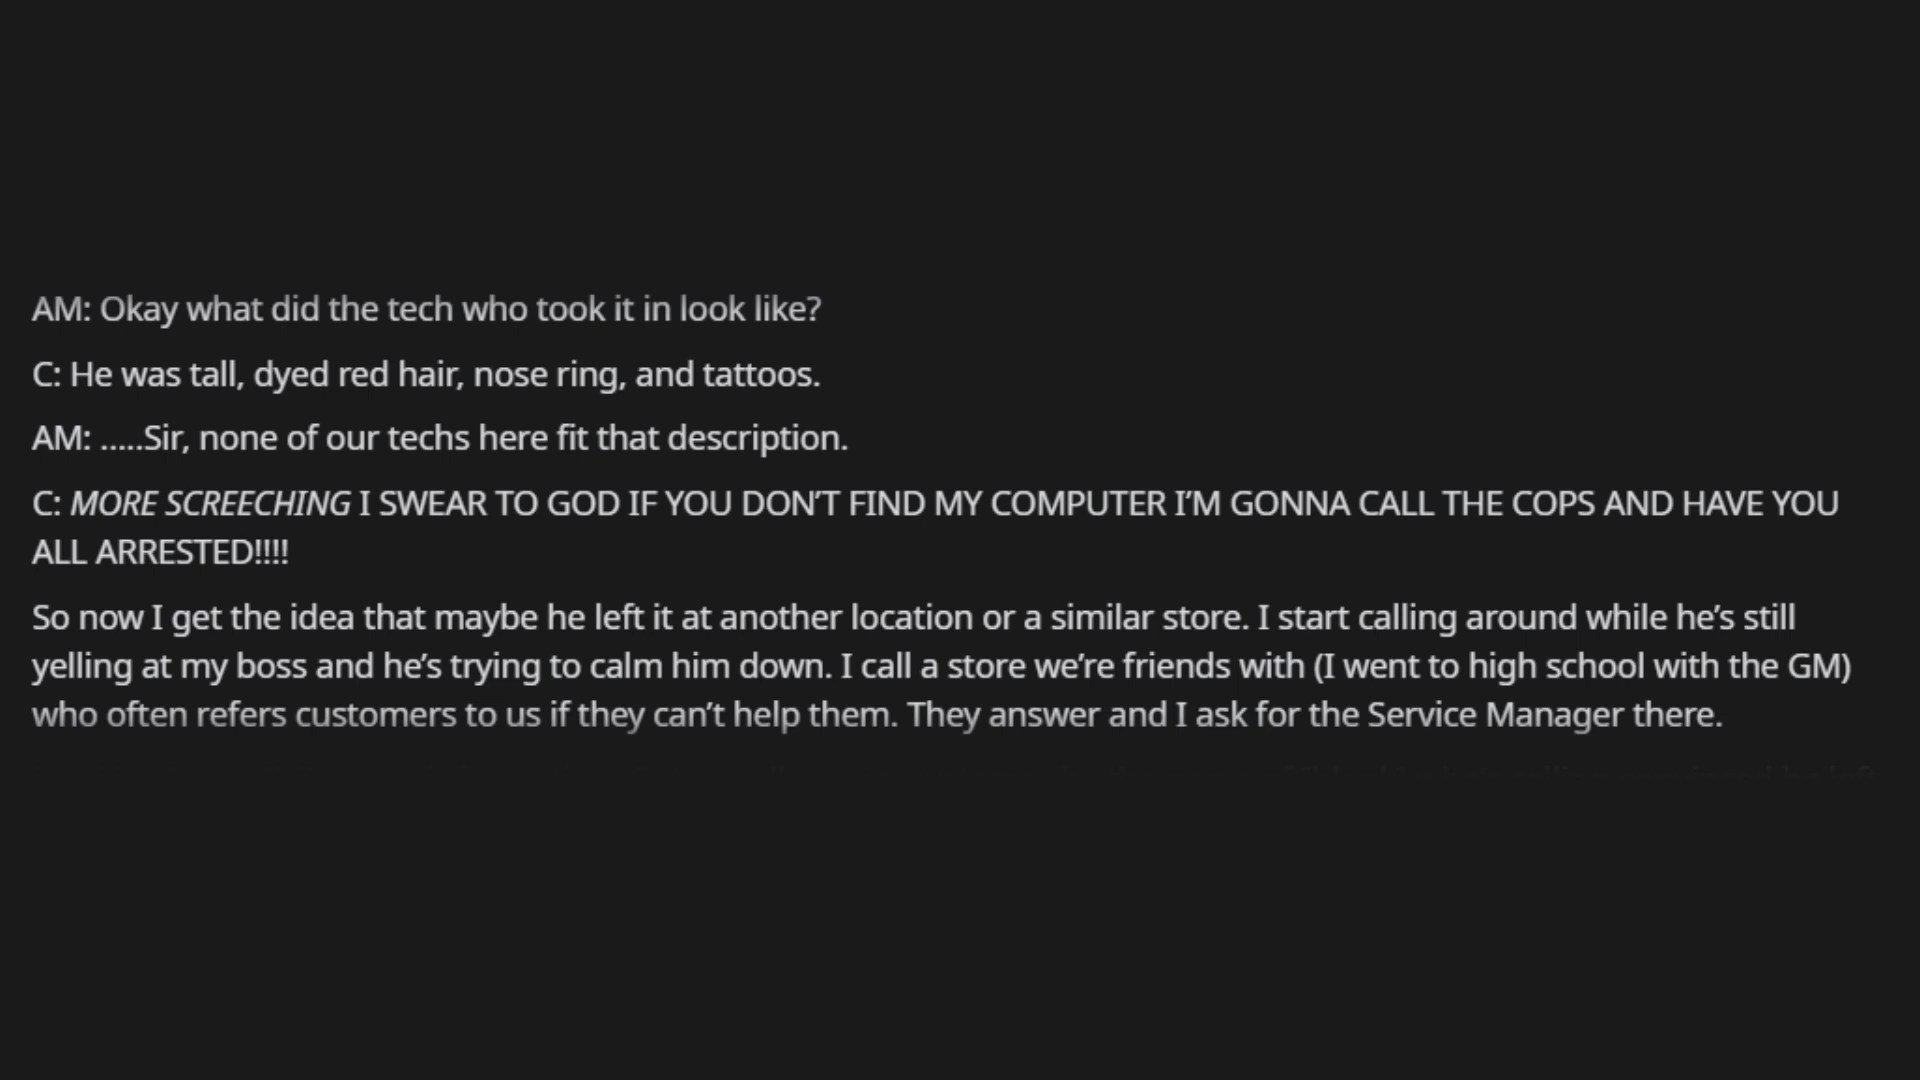 AM: Okay what did the tech who took it in look like?
C: He was tall, dyed red hair, nose ring, and tattoos.
AM: .....Sir, none of our techs here fit that description.
C: MORE SCREECHING I SWEAR TO GOD IF YOU DON’T FIND MY COMPUTER I’M GONNA CALL THE COPS AND HAVE YOU
ALL ARRESTED!!!!
So now I get the idea that maybe he left it at another location or a similar store. I start calling around while he’s still
yelling at my boss and he’s trying to calm him down. I call a store we’re friends with (I went to high school with the GM)
who often refers customers to us if they can’t help them. They answer and I ask for the Service Manager there.